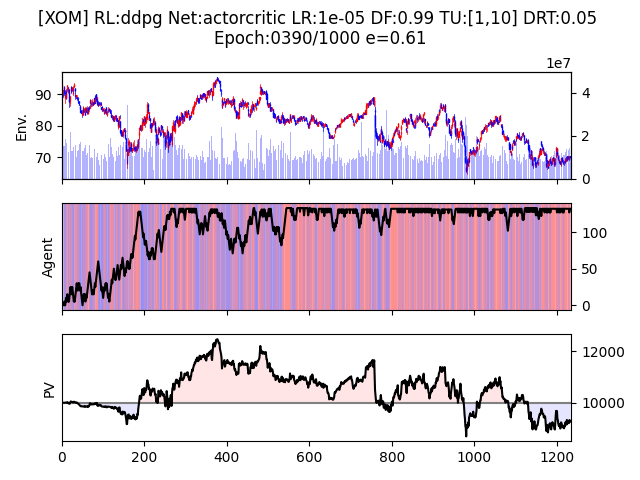 [XOM] RL:ddpg Net:actorcritic LR:1e-05 DF:0.99 TU:[1,10] DRT:0.05
Epoch:0390/1000 e=0.61
1e7
Env.
90
80
70
4
2
0
Agent
100
50
0
PV
12000
10000
0 200 400 600 800 1000 1200